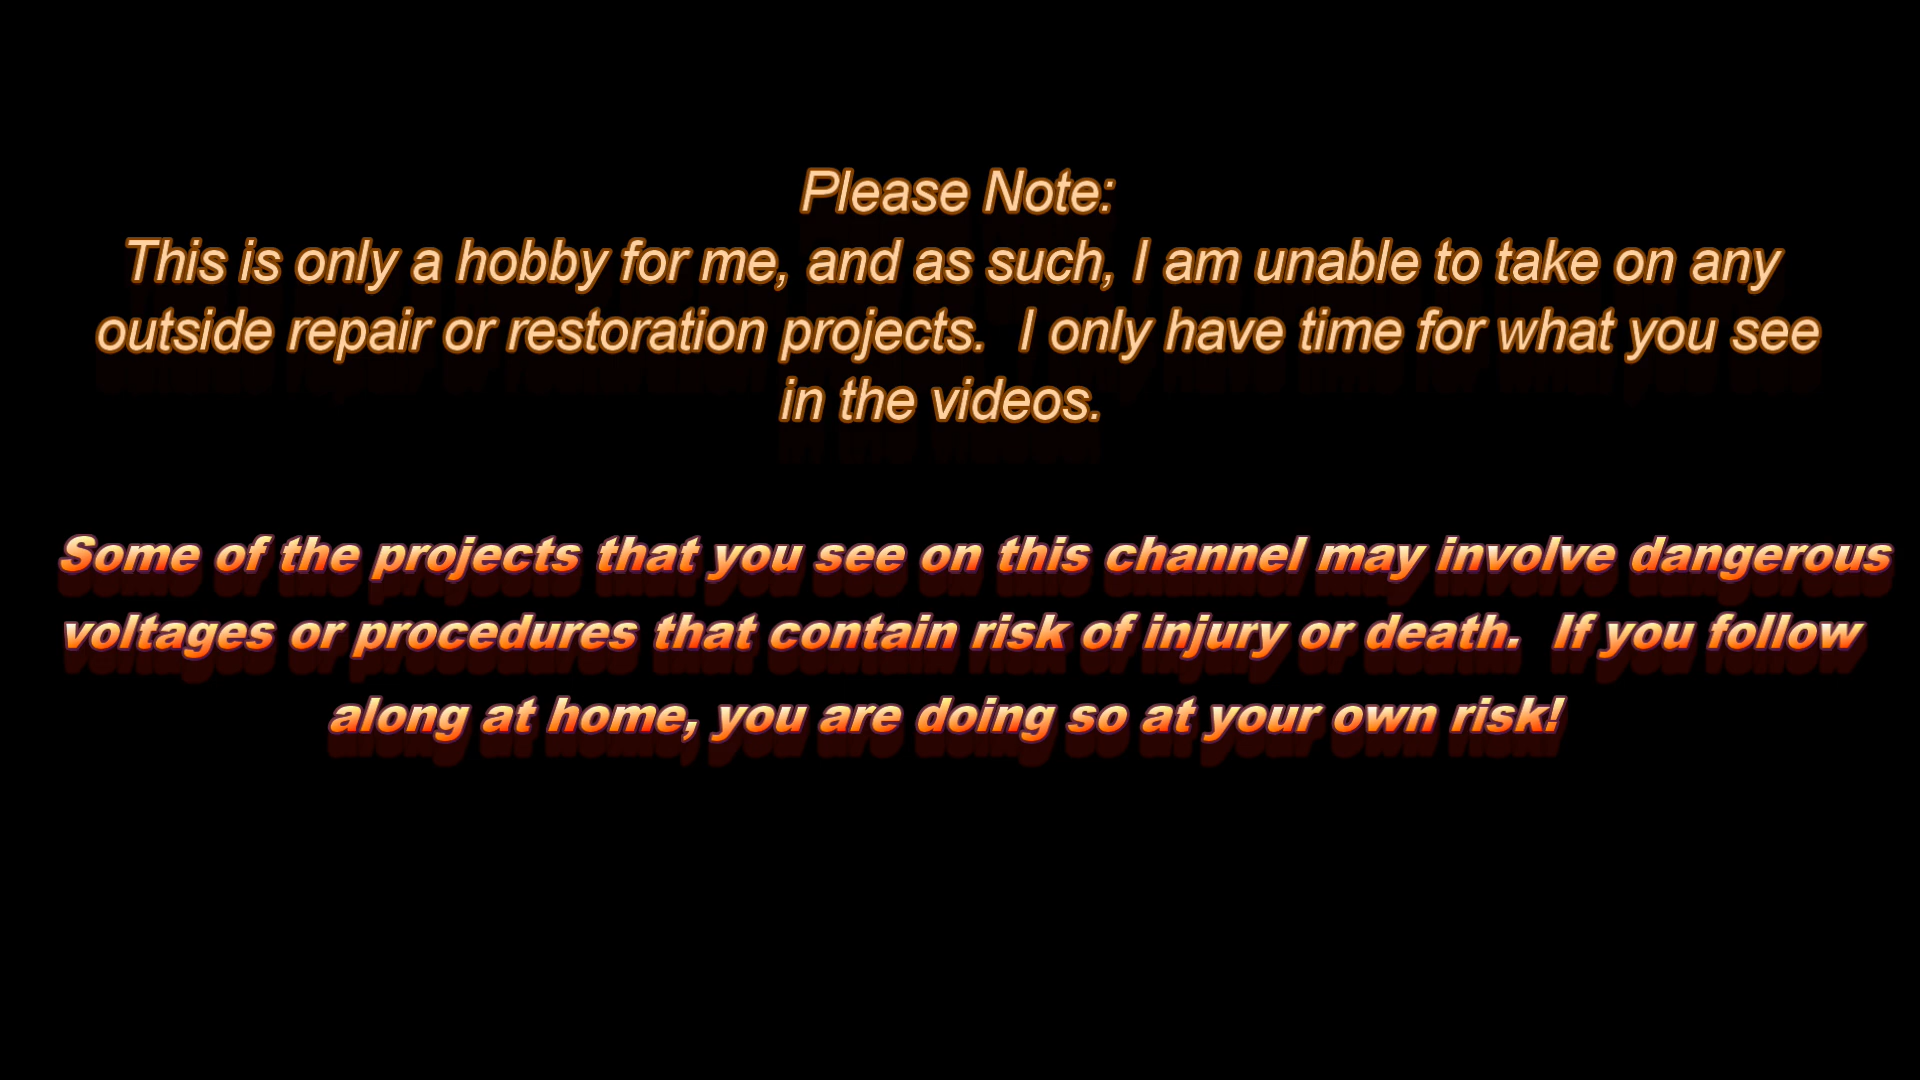 Please Note:
This is only a hobby for me, and as such, I am unable to take on any
outside repair or restoration projects.  I only have time for what you see
in the videos.
Some of the projects that you see on this channel may involve dangerous
voltages or procedures that contain risk of injury or death.  If you follow
along at home, you are doing so at your own risk!